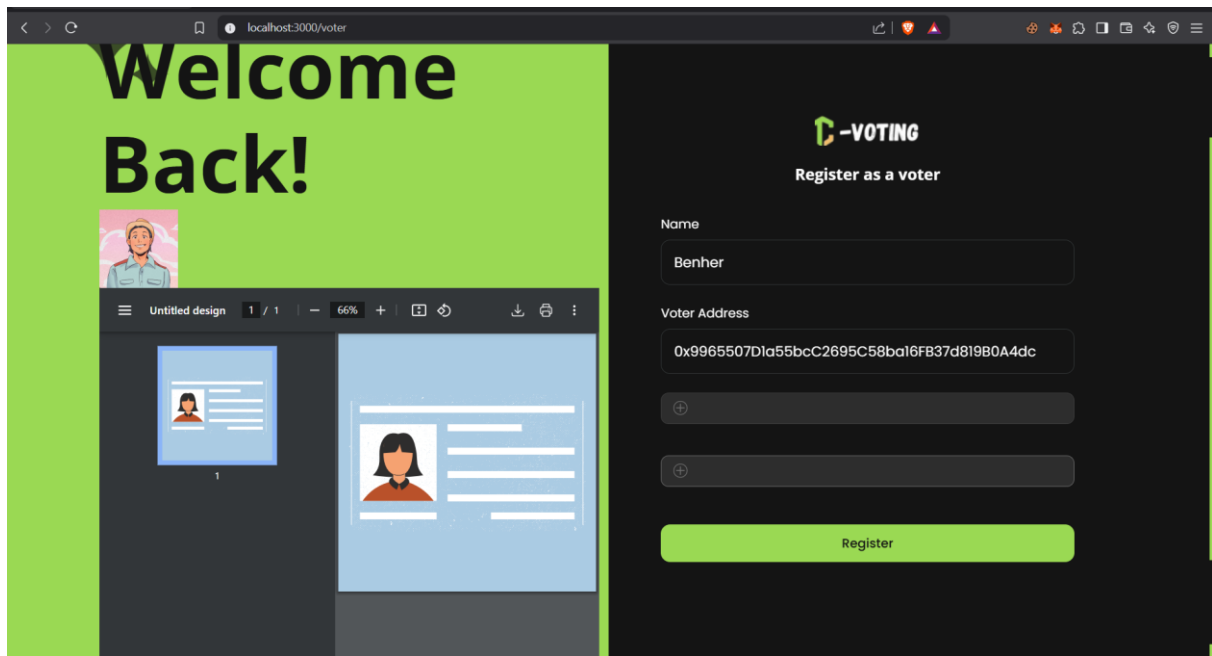 localhost:3000/voter
Welcome
Back!
Untitled design 1 / 1 66%
1
-VOTING
Register as a voter
Name
Benher
Voter Address
0x9965507D1a55bcC2695C58ba16FB37d819B0A4dc
Register